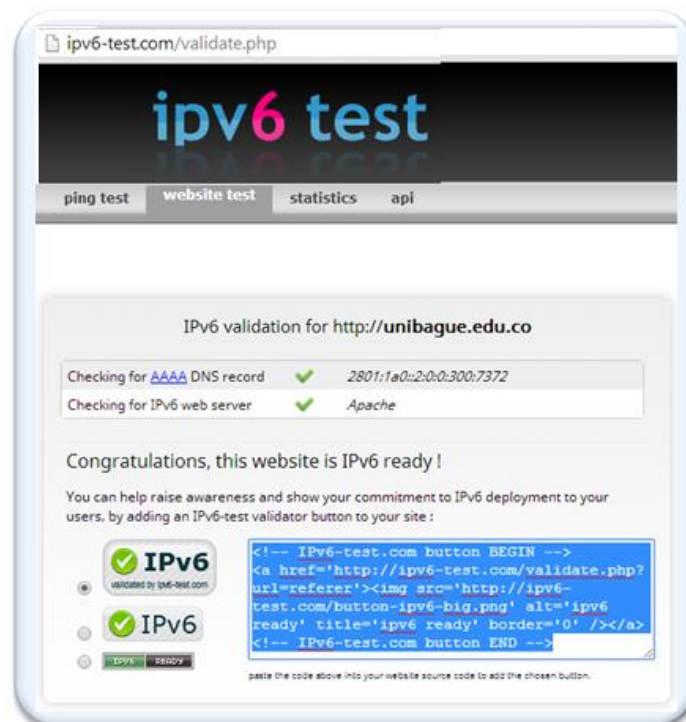 ipv6-test.com/validate.php
ipv6 test
ping test website test statistics api
IPv6 validation for http://unibague.edu.co
Checking for AAAA DNS record 2801:1a0::2:0:0:300:7372
Checking for IPv6 web server Apache
Congratulations, this website is IPv6 ready !
You can help raise awareness and show your commitment to IPv6 deployment to your
users, by adding an IPv6-test validator button to your site :
IPv6
validated by ipv6-test.com
IPv6
IPV6 READY
<!-- IPv6-test.com button BEGIN -->
<a href='http://ipv6-test.com/validate.php?
url=referer'><img src='http://ipv6-
test.com/button-ipv6-big.png' alt='ipv6
ready' title='ipv6 ready' border='0' /></a>
<!-- IPv6-test.com button END -->
paste the code above into your website source code to add the chosen button.